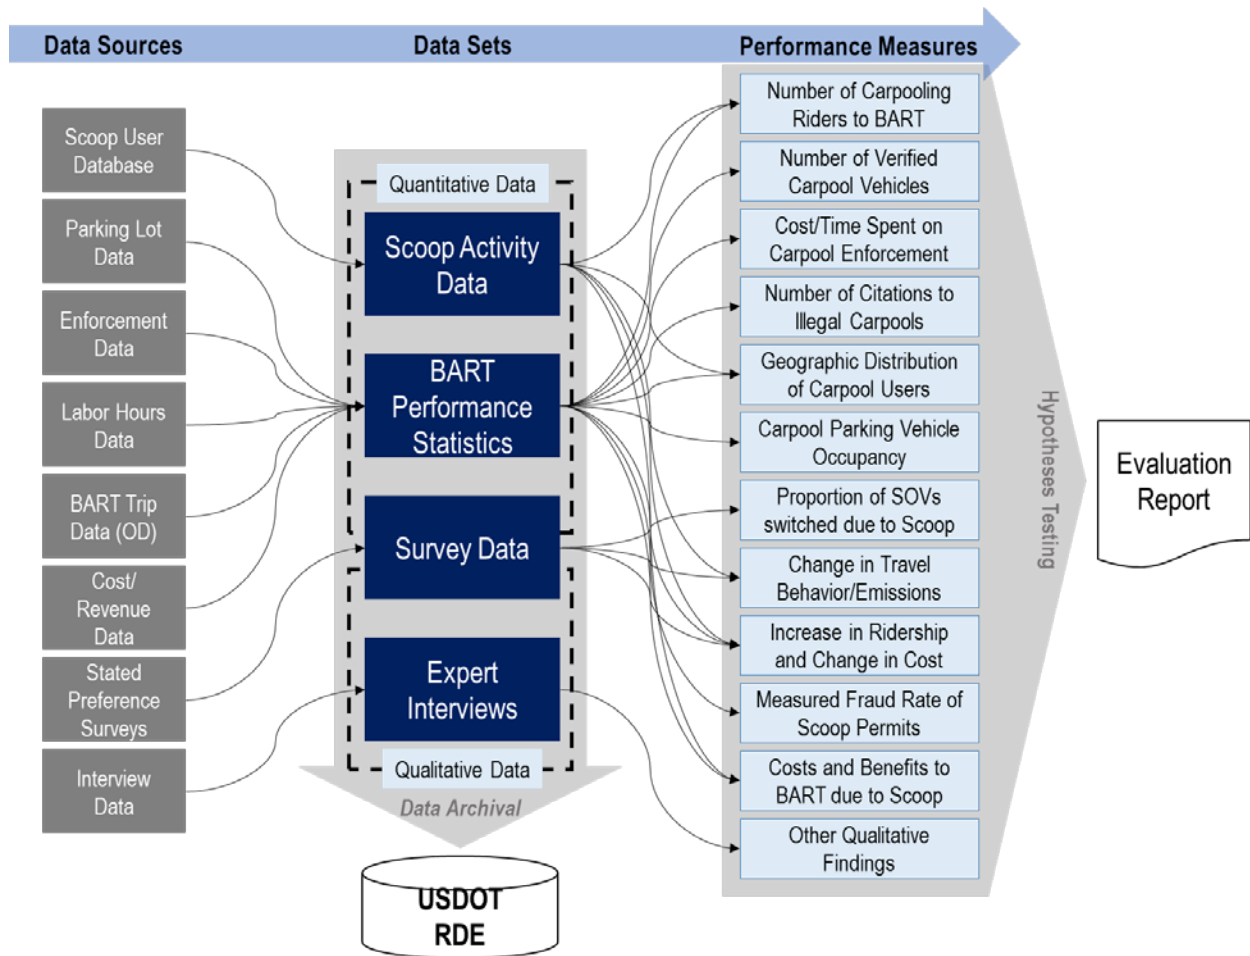 Data Sources
Data Sets
Performance Measures
Scoop User
Database
Parking Lot
Data
Enforcement
Data
Labor Hours
Data
BART Trip
Data (OD)
Cost/
Revenue
Data
Stated
Preference
Surveys
Interview
Data
Quantitative Data
Scoop Activity
Data
BART
Performance
Statistics
Survey Data
Expert
Interviews
Qualitative Data
Data Archival
USDOT
RDE
Number of Carpooling
Riders to BART
Number of Verified
Carpool Vehicles
Cost/Time Spent on
Carpool Enforcement
Number of Citations to
Illegal Carpools
Geographic Distribution
of Carpool Users
Carpool Parking Vehicle
Occupancy
Proportion of SOVs
switched due to Scoop
Change in Travel
Behavior/Emissions
Increase in Ridership
and Change in Cost
Measured Fraud Rate of
Scoop Permits
Costs and Benefits to
BART due to Scoop
Other Qualitative
Findings
Hypotheses Testing
Evaluation
Report